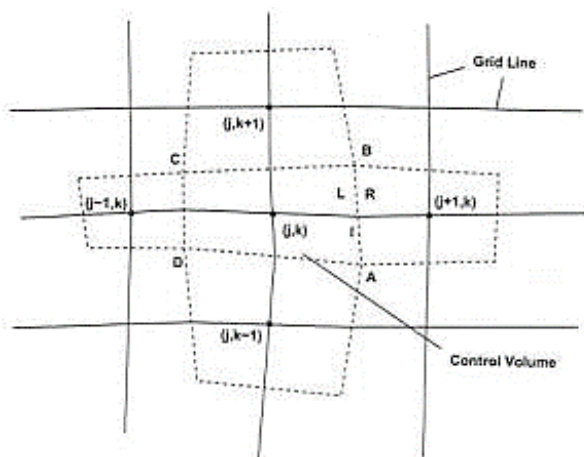 Grid Line
(j,k+1)
C
B
L
R
(j−1,k)
(j,k)
(j+1,k)
I
D
A
(j,k−1)
Control Volume